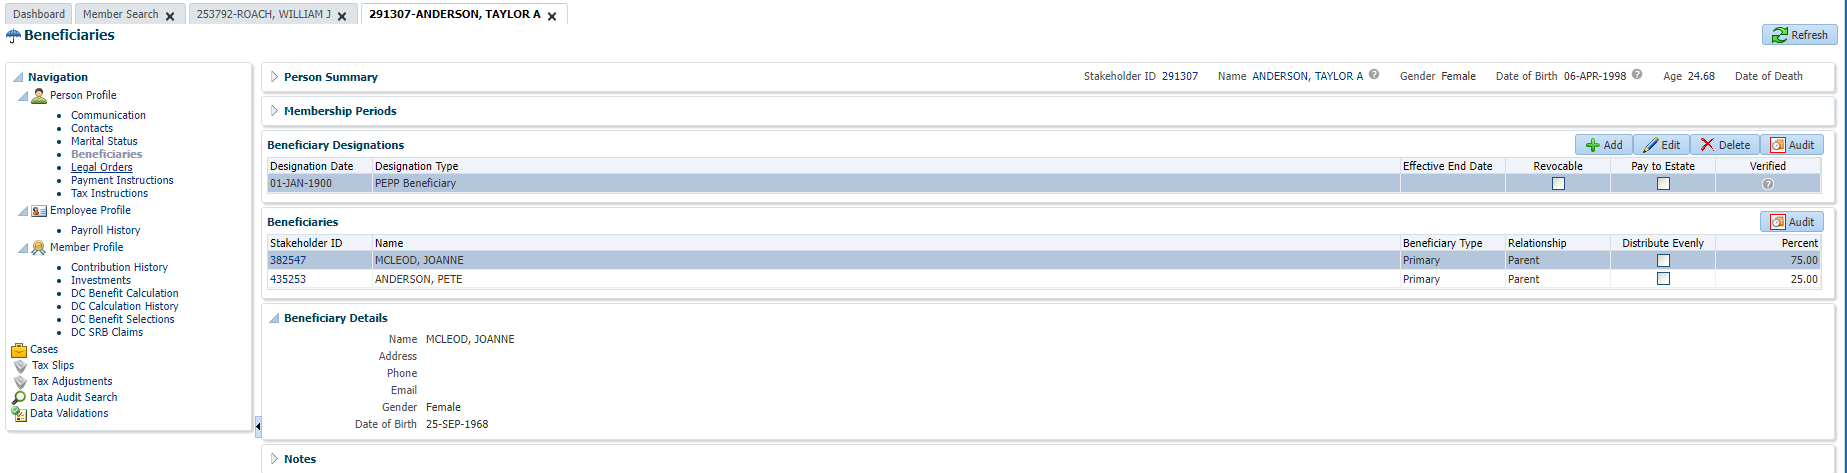 Dashboard Member Search 253792-ROACH, WILLIAM J 291307-ANDERSON, TAYLOR A
Beneficiaries Refresh
Navigation
Person Profile
Communication
Contacts
Marital Status
Beneficiaries
Legal Orders
Payment Instructions
Tax Instructions
Employee Profile
Payroll History
Member Profile
Contribution History
Investments
DC Benefit Calculation
DC Calculation History
DC Benefit Selections
DC SRB Claims
Cases
Tax Slips
Tax Adjustments
Data Audit Search
Data Validations
Person Summary Stakeholder ID 291307 Name ANDERSON, TAYLOR A ? Gender Female Date of Birth 06-APR-1998 ? Age 24.68 Date of Death
Membership Periods
Beneficiary Designations Add Edit Delete Audit
Designation Date Designation Type Effective End Date Revocable Pay to Estate Verified
01-JAN-1900 PEPP Beneficiary ?
Beneficiaries Audit
Stakeholder ID Name Beneficiary Type Relationship Distribute Evenly Percent
382547 MCLEOD, JOANNE Primary Parent 75.00
435253 ANDERSON, PETE Primary Parent 25.00
Beneficiary Details
Name MCLEOD, JOANNE
Address
Phone
Email
Gender Female
Date of Birth 25-SEP-1968
Notes